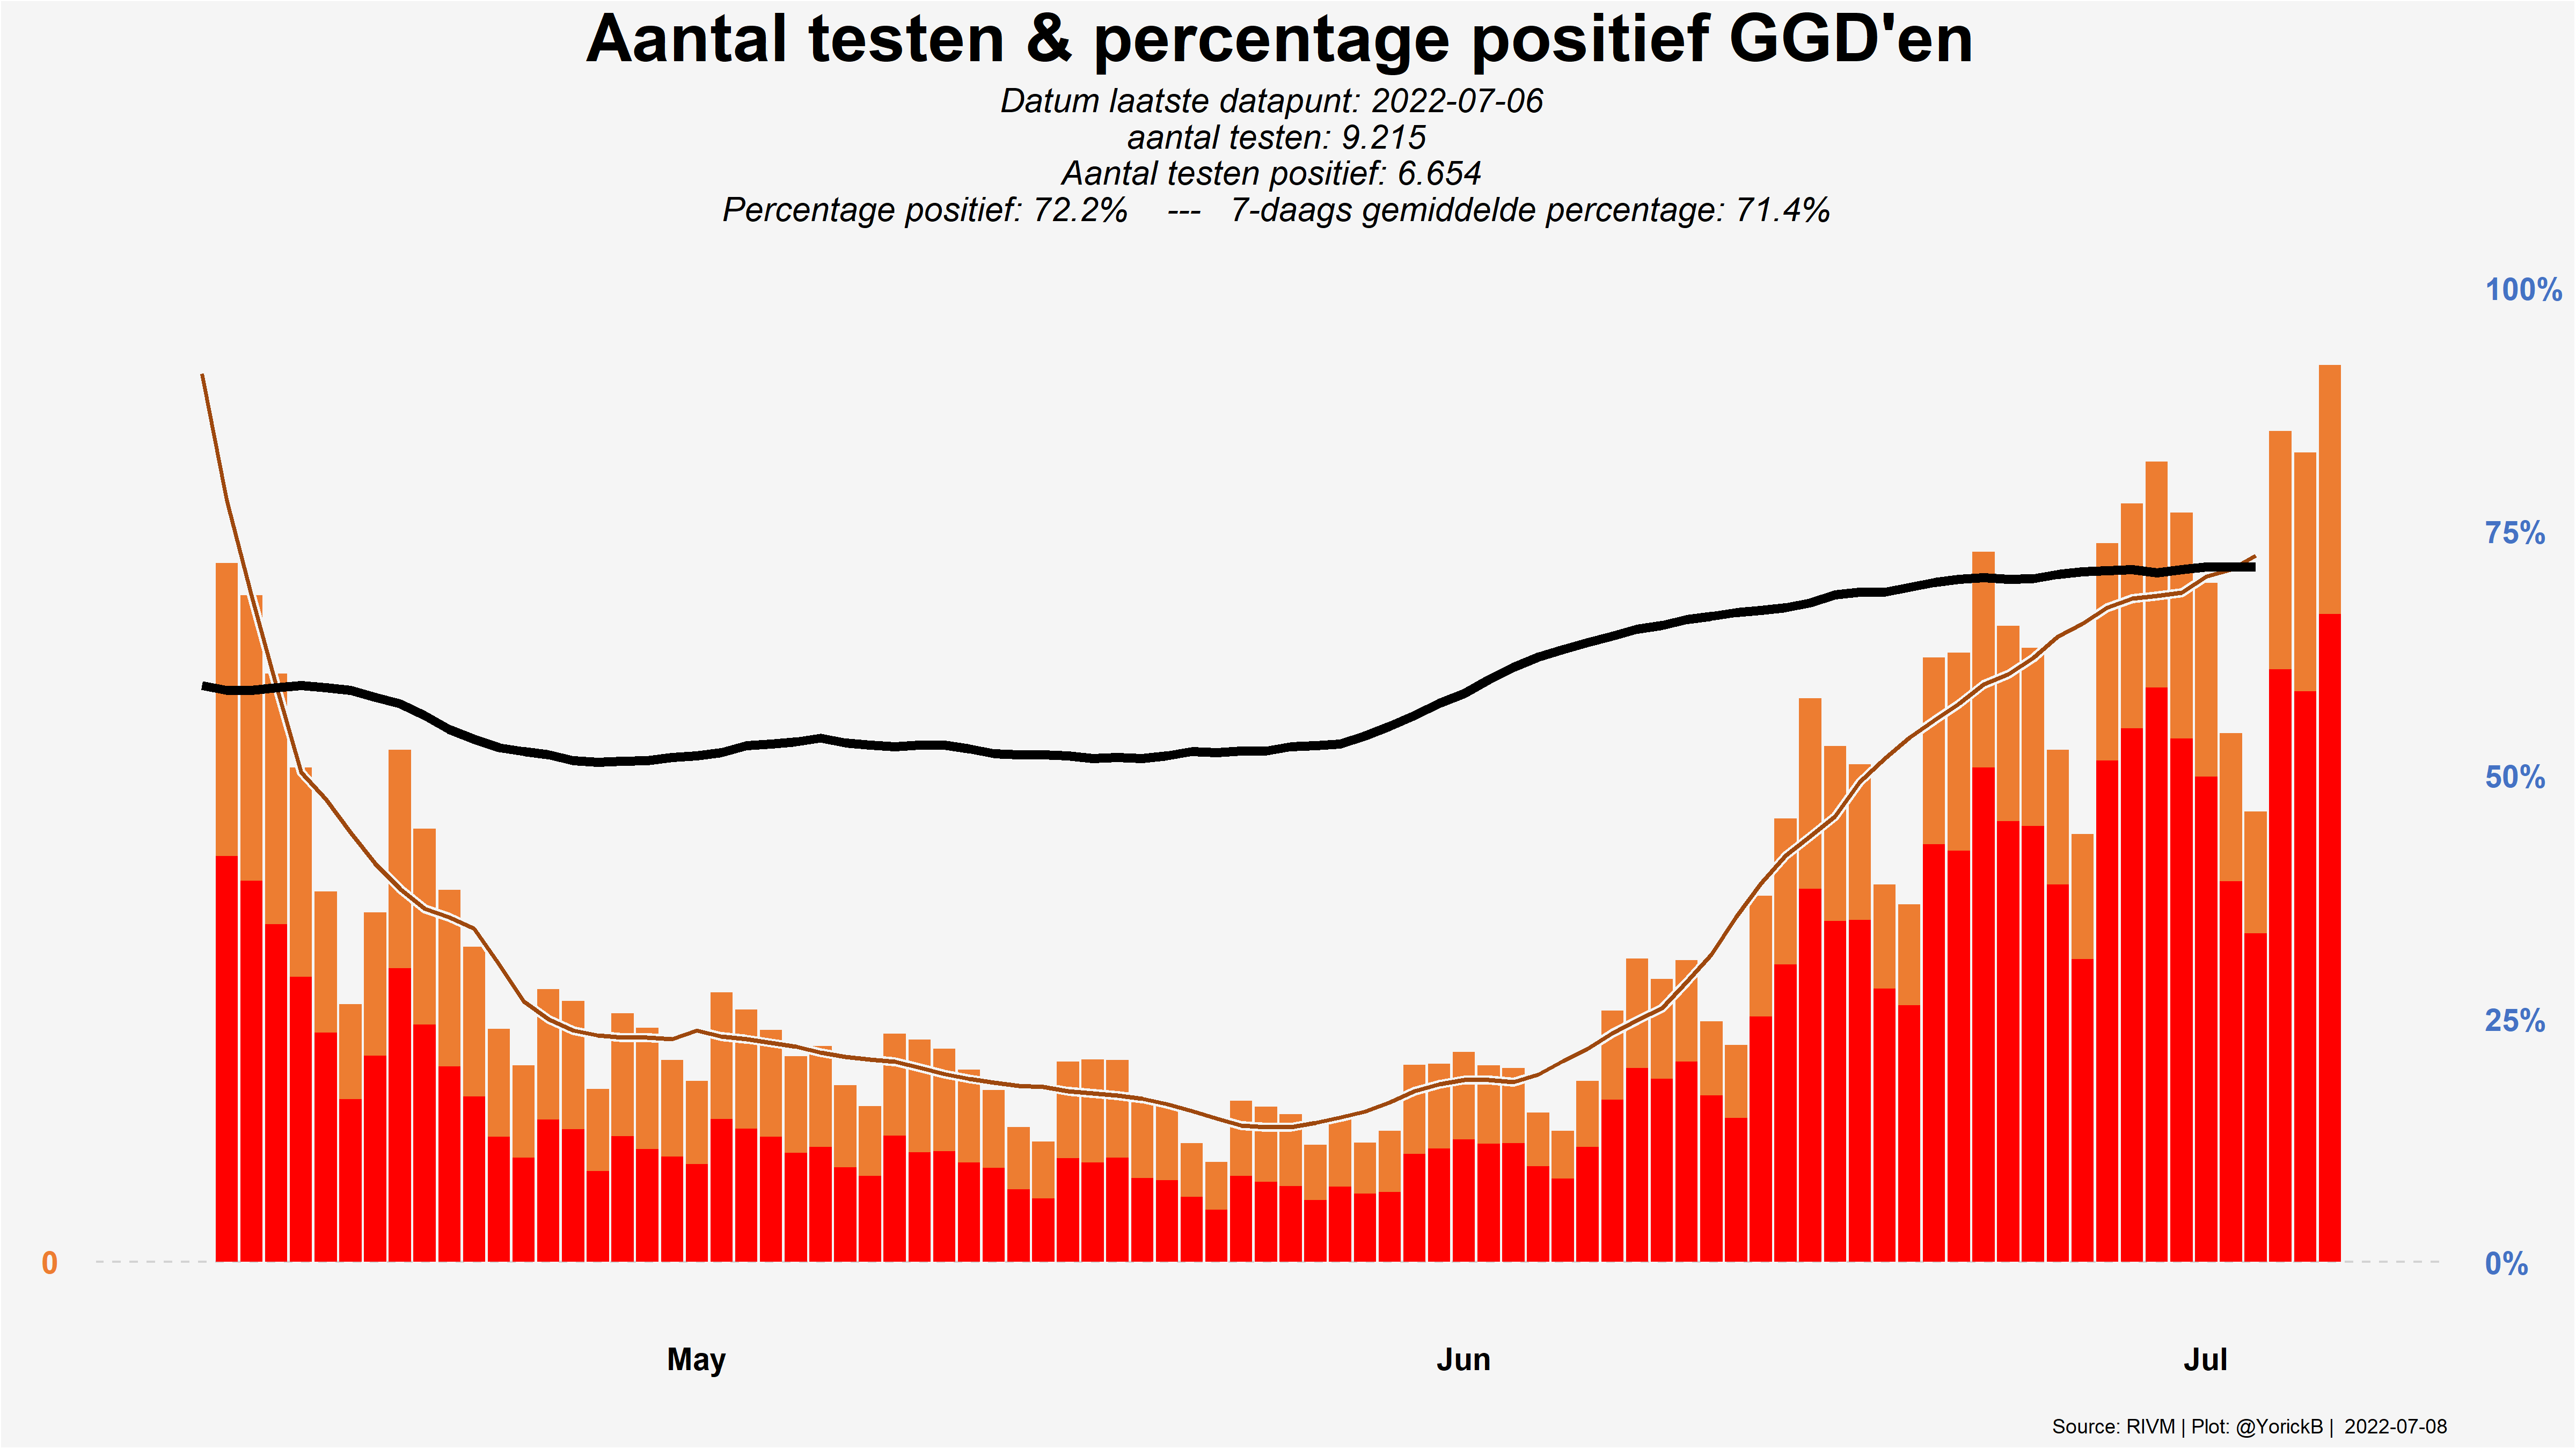 Aantal testen & percentage positief GGD'en
Datum laatste datapunt: 2022-07-06
aantal testen: 9.215
Aantal testen positief: 6.654
Percentage positief: 72.2% --- 7-daags gemiddelde percentage: 71.4%
100%
75%
50%
25%
0 0%
May Jun Jul
Source: RIVM | Plot: @YorickB | 2022-07-08